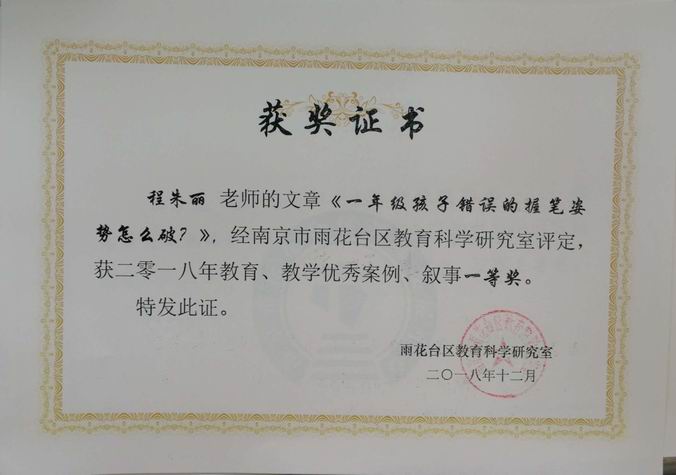 获奖证书
程朱丽 老师的文章《一年级孩子错误的握笔姿
势怎么破？》，经南京市雨花台区教育科学研究室评定，
获二零一八年教育、教学优秀案例、叙事一等奖。
特发此证。
雨花台区教育科学研究室
二〇一八年十二月